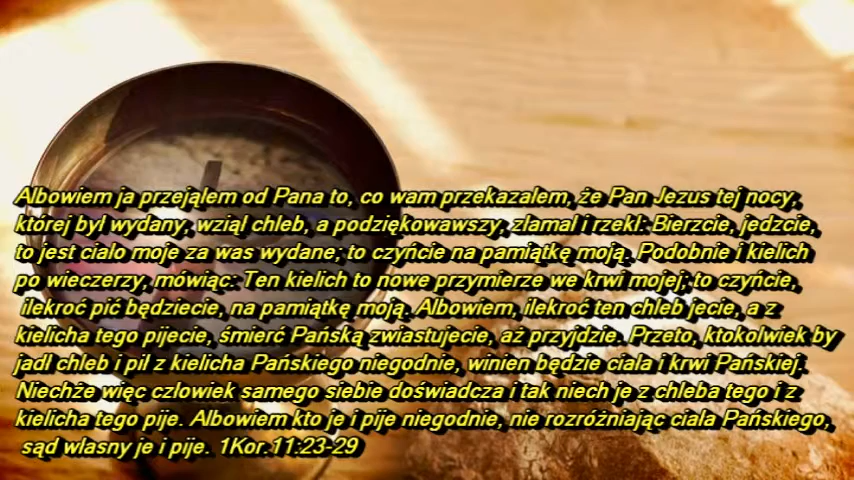 Albowiem ja przejąłem od Pana to, co wam przekazałem, że Pan Jezus tej nocy,
której był wydany, wziął chleb, a podziękowawszy, złamał i rzekł: Bierzcie, jedzcie,
to jest ciało moje za was wydane; to czyńcie na pamiątkę moją. Podobnie i kielich
po wieczerzy, mówiąc: Ten kielich to nowe przymierze we krwi mojej; to czyńcie,
ilekroć pić będziecie, na pamiątkę moją. Albowiem, ilekroć ten chleb jecie, a z
kielicha tego pijecie, śmierć Pańską zwiastujecie, aż przyjdzie. Przeto, ktokolwiek by
jadł chleb i pił z kielicha Pańskiego niegodnie, winien będzie ciała i krwi Pańskiej.
Niechże więc człowiek samego siebie doświadcza i tak niech je z chleba tego i z
kielicha tego pije. Albowiem kto je i pije niegodnie, nie rozróżniając ciała Pańskiego,
sąd własny je i pije. 1Kor.11:23-29